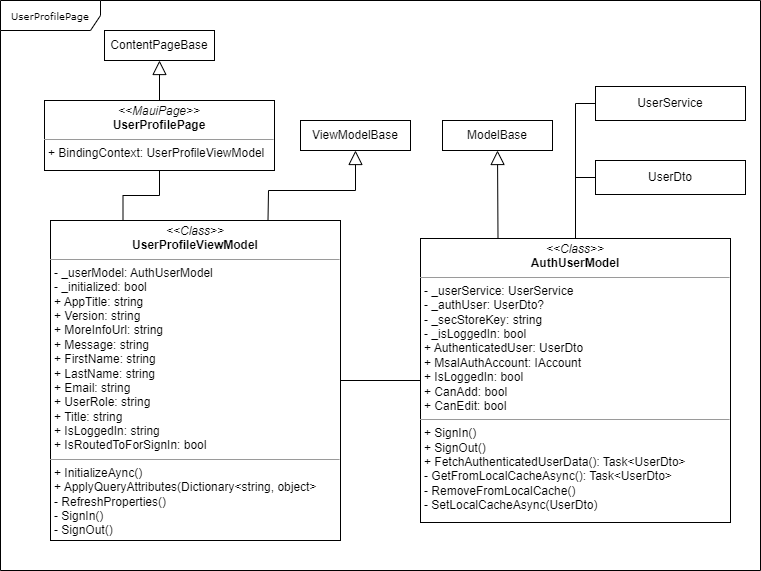 UserProfilePage
ContentPageBase
<<MauiPage>>
UserProfilePage
+ BindingContext: UserProfileViewModel
ViewModelBase
ModelBase
UserService
UserDto
<<Class>>
UserProfileViewModel
- _userModel: AuthUserModel
- _initialized: bool
+ AppTitle: string
+ Version: string
+ MoreInfoUrl: string
+ Message: string
+ FirstName: string
+ LastName: string
+ Email: string
+ UserRole: string
+ Title: string
+ IsLoggedIn: string
+ IsRoutedToForSignIn: bool
+ InitializeAync()
+ ApplyQueryAttributes(Dictionary<string, object>
- RefreshProperties()
- SignIn()
- SignOut()
<<Class>>
AuthUserModel
- _userService: UserService
- _authUser: UserDto?
- _secStoreKey: string
- _isLoggedIn: bool
+ AuthenticatedUser: UserDto
+ MsalAuthAccount: IAccount
+ IsLoggedIn: bool
+ CanAdd: bool
+ CanEdit: bool
+ SignIn()
+ SignOut()
+ FetchAuthenticatedUserData(): Task<UserDto>
- GetFromLocalCacheAsync(): Task<UserDto>
- RemoveFromLocalCache()
- SetLocalCacheAsync(UserDto)